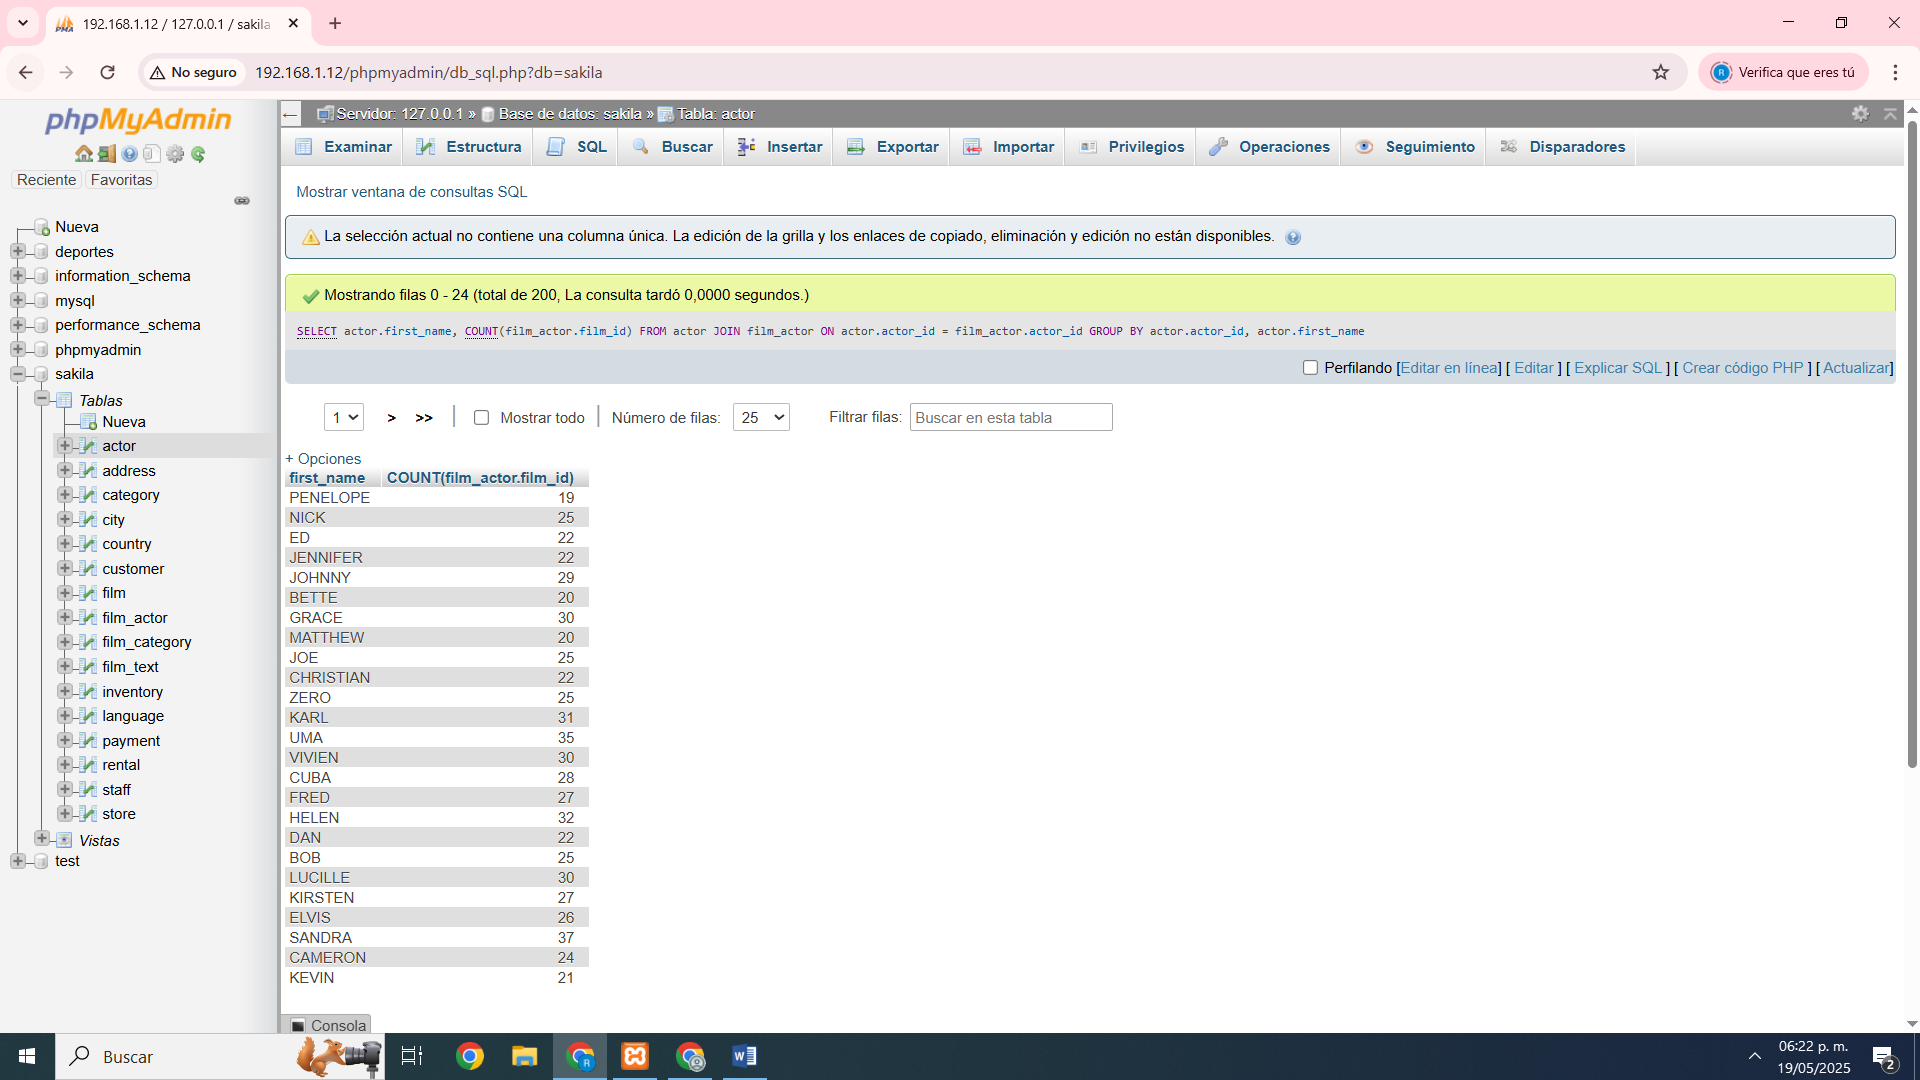 192.168.1.12 / 127.0.0.1 / sakila
No seguro
192.168.1.12/phpmyadmin/db_sql.php?db=sakila
Verifica que eres tú
phpMyAdmin
Reciente
Favoritas
Nueva
deportes
information_schema
mysql
performance_schema
phpmyadmin
sakila
Tablas
Nueva
actor
address
category
city
country
customer
film
film_actor
film_category
film_text
inventory
language
payment
rental
staff
store
Vistas
test
Servidor: 127.0.0.1 » Base de datos: sakila » Tabla: actor
Examinar Estructura SQL Buscar Insertar Exportar Importar Privilegios Operaciones Seguimiento Disparadores
Mostrar ventana de consultas SQL
La selección actual no contiene una columna única. La edición de la grilla y los enlaces de copiado, eliminación y edición no están disponibles.
Mostrando filas 0 - 24 (total de 200, La consulta tardó 0,0000 segundos.)
SELECT actor.first_name, COUNT(film_actor.film_id) FROM actor JOIN film_actor ON actor.actor_id = film_actor.actor_id GROUP BY actor.actor_id, actor.first_name
Perfilando [Editar en línea] [ Editar ] [ Explicar SQL ] [ Crear código PHP ] [ Actualizar]
1 > >> Mostrar todo Número de filas: 25 Filtrar filas: Buscar en esta tabla
+ Opciones
first_name COUNT(film_actor.film_id)
PENELOPE 19
NICK 25
ED 22
JENNIFER 22
JOHNNY 29
BETTE 20
GRACE 30
MATTHEW 20
JOE 25
CHRISTIAN 22
ZERO 25
KARL 31
UMA 35
VIVIEN 30
CUBA 28
FRED 27
HELEN 32
DAN 22
BOB 25
LUCILLE 30
KIRSTEN 27
ELVIS 26
SANDRA 37
CAMERON 24
KEVIN 21
Consola
Buscar
06:22 p. m.
19/05/2025
2